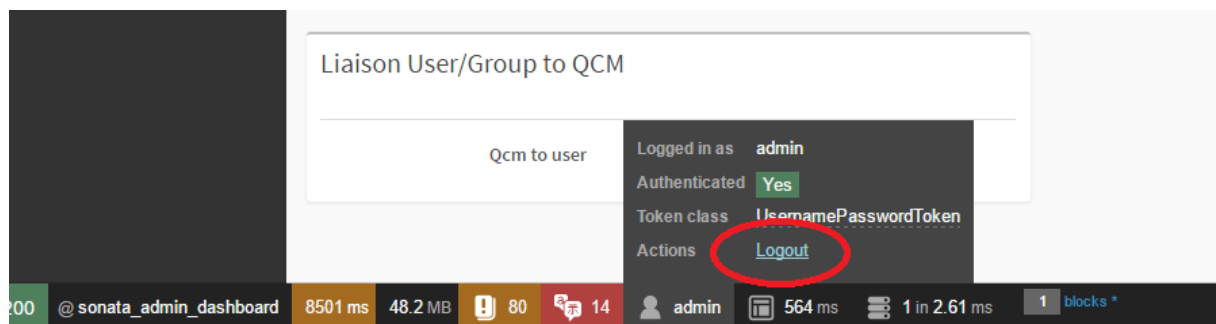 Liaison User/Group to QCM
Qcm to user
Logged in as admin
Authenticated Yes
Token class UsernamePasswordToken
Actions Logout
200 @ sonata_admin_dashboard 8501 ms 48.2 MB 80 14 admin 564 ms 1 in 2.61 ms 1 blocks *